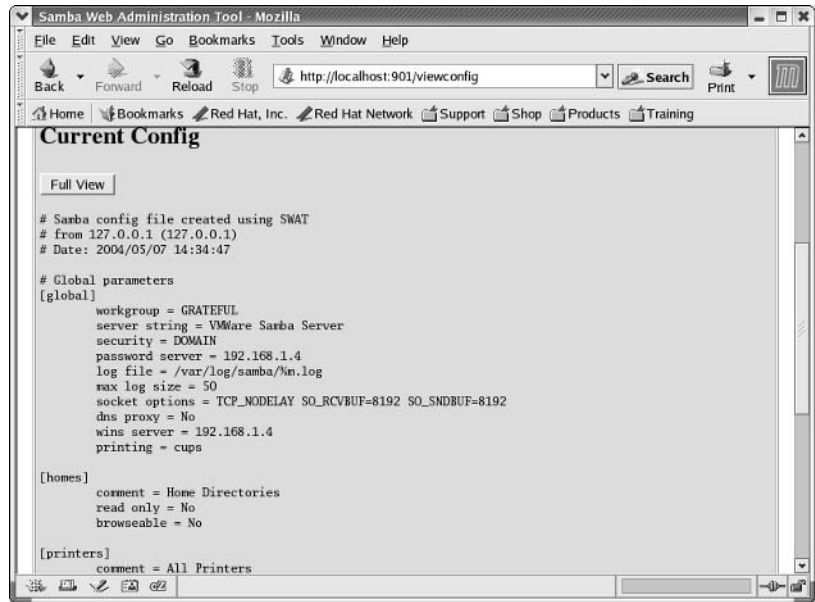 Samba Web Administration Tool - Mozilla
File Edit View Go Bookmarks Tools Window Help
Back Forward Reload Stop http://localhost:901/viewconfig Search Print
Home Bookmarks Red Hat, Inc. Red Hat Network Support Shop Products Training
Current Config
Full View
# Samba config file created using SWAT
# from 127.0.0.1 (127.0.0.1)
# Date: 2004/05/07 14:34:47
# Global parameters
[global]
workgroup = GRATEFUL
server string = VMWare Samba Server
security = DOMAIN
password server = 192.168.1.4
log file = /var/log/samba/%m.log
max log size = 50
socket options = TCP_NODELAY SO_RCVBUF=8192 SO_SNDBUF=8192
dns proxy = No
wins server = 192.168.1.4
printing = cups
[homes]
comment = Home Directories
read only = No
browseable = No
[printers]
comment = All Printers